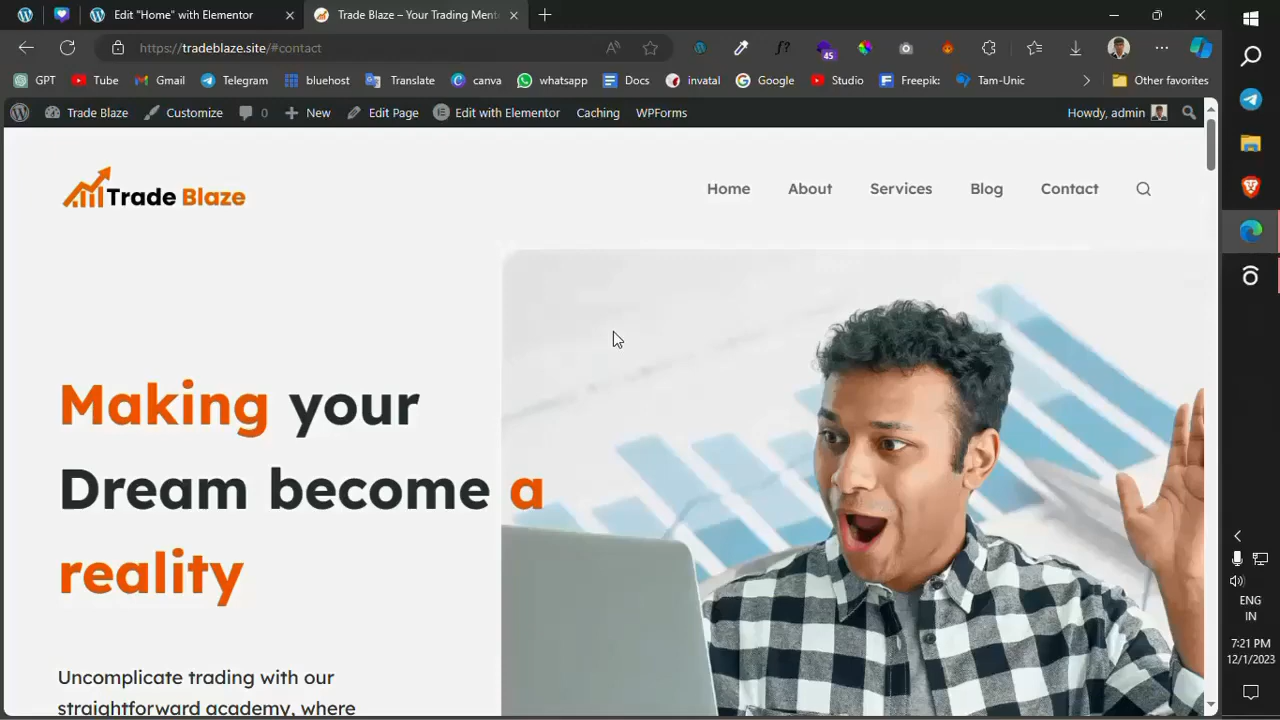 Edit "Home" with Elementor
Trade Blaze – Your Trading Ment
https://tradeblaze.site/#contact
45
GPT
Tube
Gmail
Telegram
bluehost
Translate
canva
whatsapp
Docs
invatal
Google
Studio
Freepik:
Tam-Unic
Other favorites
Trade Blaze
Customize
0
New
Edit Page
Edit with Elementor
Caching
WPForms
Howdy, admin
Trade Blaze
Home
About
Services
Blog
Contact
Making your
Dream become a
reality
Uncomplicate trading with our
straightforward academy, where
ENG
IN
7:21 PM
12/1/2023